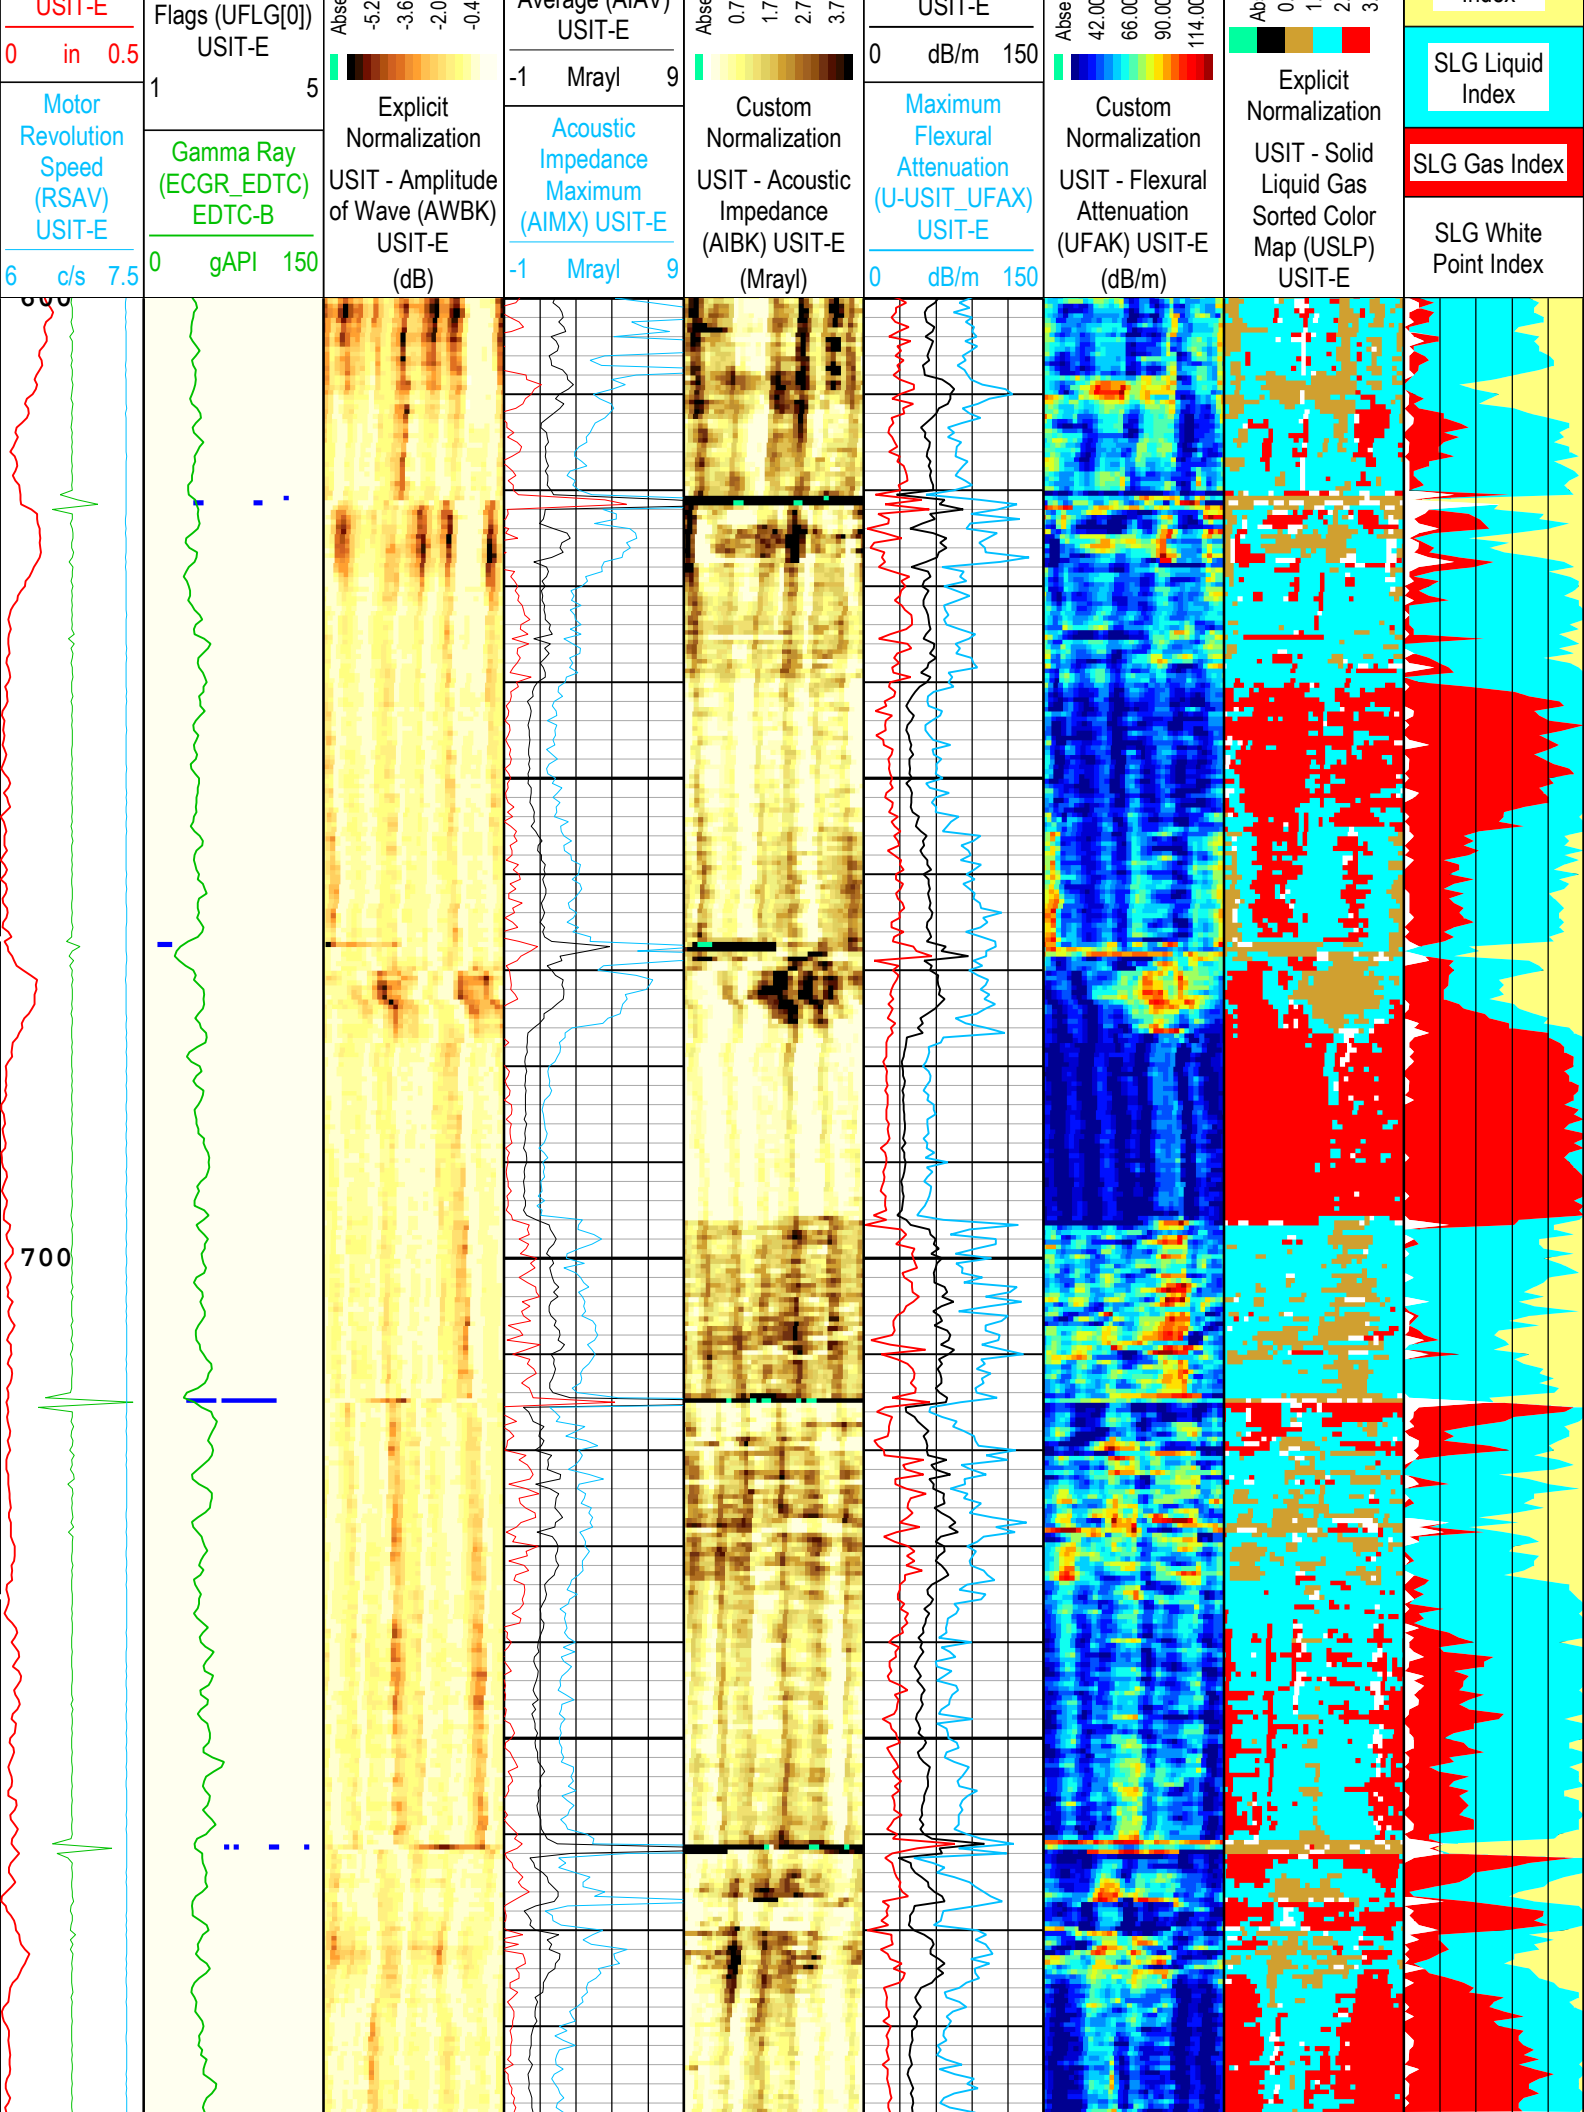 USIT-E
0 in 0.5
Motor
Revolution
Speed
(RSAV)
USIT-E
6 c/s 7.5
Flags (UFLG[0])
USIT-E
1 5
Gamma Ray
(ECGR_EDTC)
EDTC-B
0 gAPI 150
-5.2
-3.6
-2.0
-0.4
Explicit
Normalization
USIT - Amplitude
of Wave (AWBK)
USIT-E
(dB)
Average (AIAV)
USIT-E
-1 Mrayl 9
Acoustic
Impedance
Maximum
(AIMX) USIT-E
-1 Mrayl 9
0.7
1.7
2.7
3.7
Custom
Normalization
USIT - Acoustic
Impedance
(AIBK) USIT-E
(Mrayl)
USIT-E
0 dB/m 150
Maximum
Flexural
Attenuation
(U-USIT_UFAX)
USIT-E
0 dB/m 150
42.00
66.00
90.00
114.00
Custom
Normalization
USIT - Flexural
Attenuation
(UFAK) USIT-E
(dB/m)
Explicit
Normalization
USIT - Solid
Liquid Gas
Sorted Color
Map (USLP)
USIT-E
Index
SLG Liquid
Index
SLG Gas Index
SLG White
Point Index
700